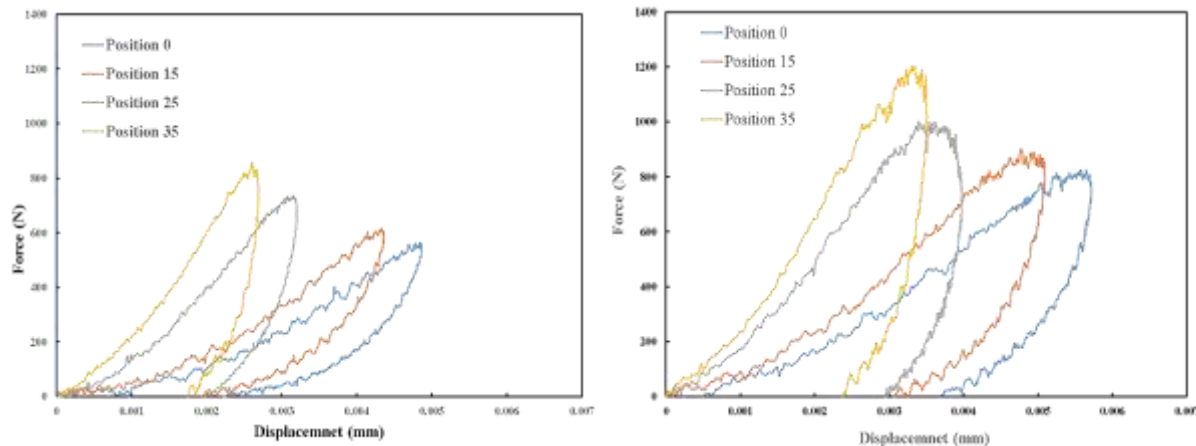 1400
1200
1000
800
600
400
200
0
Force (N)
Position 0
Position 15
Position 25
Position 35
0 0.001 0.002 0.003 0.004 0.005 0.006 0.007
Displacemnet (mm)
1400
1200
1000
800
600
400
200
0
Force (N)
Position 0
Position 15
Position 25
Position 35
0 0.001 0.002 0.003 0.004 0.005 0.006 0.007
Displacemnet (mm)